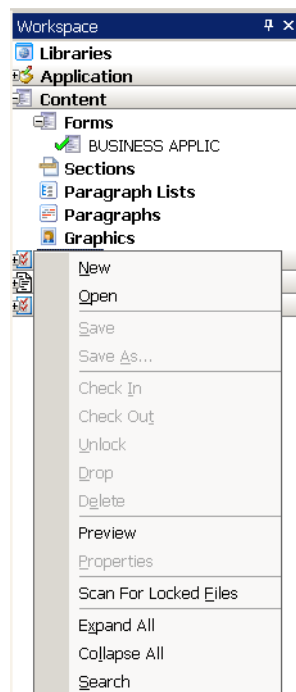 Workspace
Libraries
Application
Content
Forms
BUSINESS APPLIC
Sections
Paragraph Lists
Paragraphs
Graphics
New
Open
Save
Save As...
Check In
Check Out
Unlock
Drop
Delete
Preview
Properties
Scan For Locked Files
Expand All
Collapse All
Search